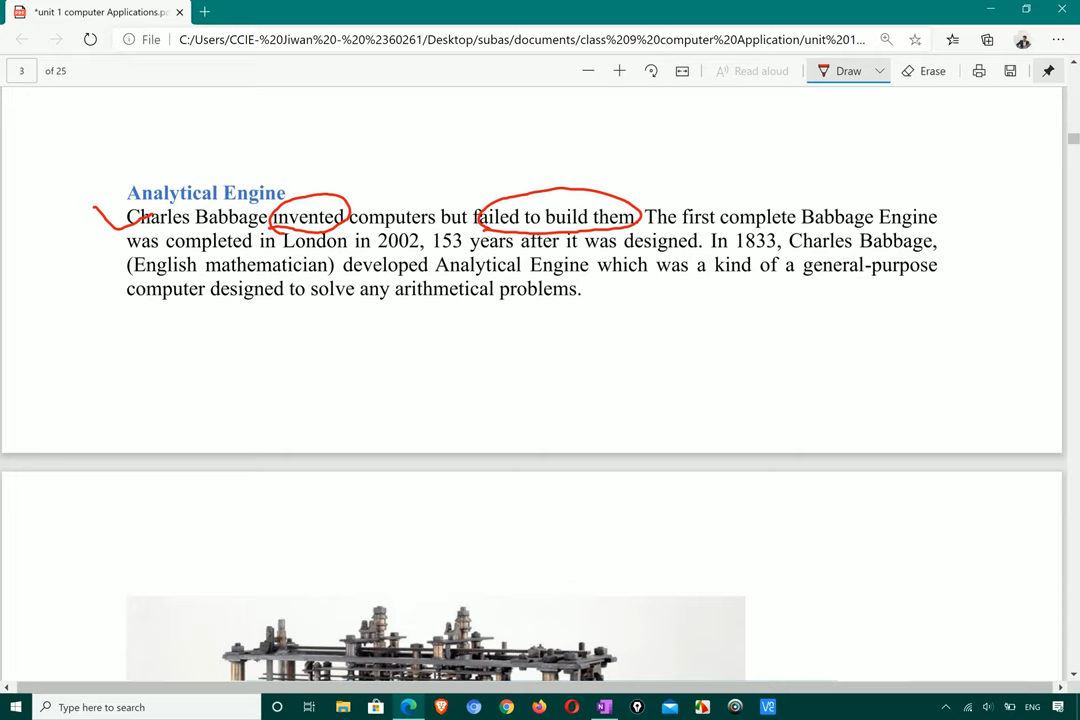 *unit 1 computer Applications.pd
File
C:/Users/CCIE-%20Jiwan%20-%20%2360261/Desktop/subas/documents/class%209%20computer%20Application/unit%201...
3 of 25
Read aloud
Draw
Erase
Analytical Engine
Charles Babbage invented computers but failed to build them. The first complete Babbage Engine
was completed in London in 2002, 153 years after it was designed. In 1833, Charles Babbage,
(English mathematician) developed Analytical Engine which was a kind of a general-purpose
computer designed to solve any arithmetical problems.
Type here to search
ENG